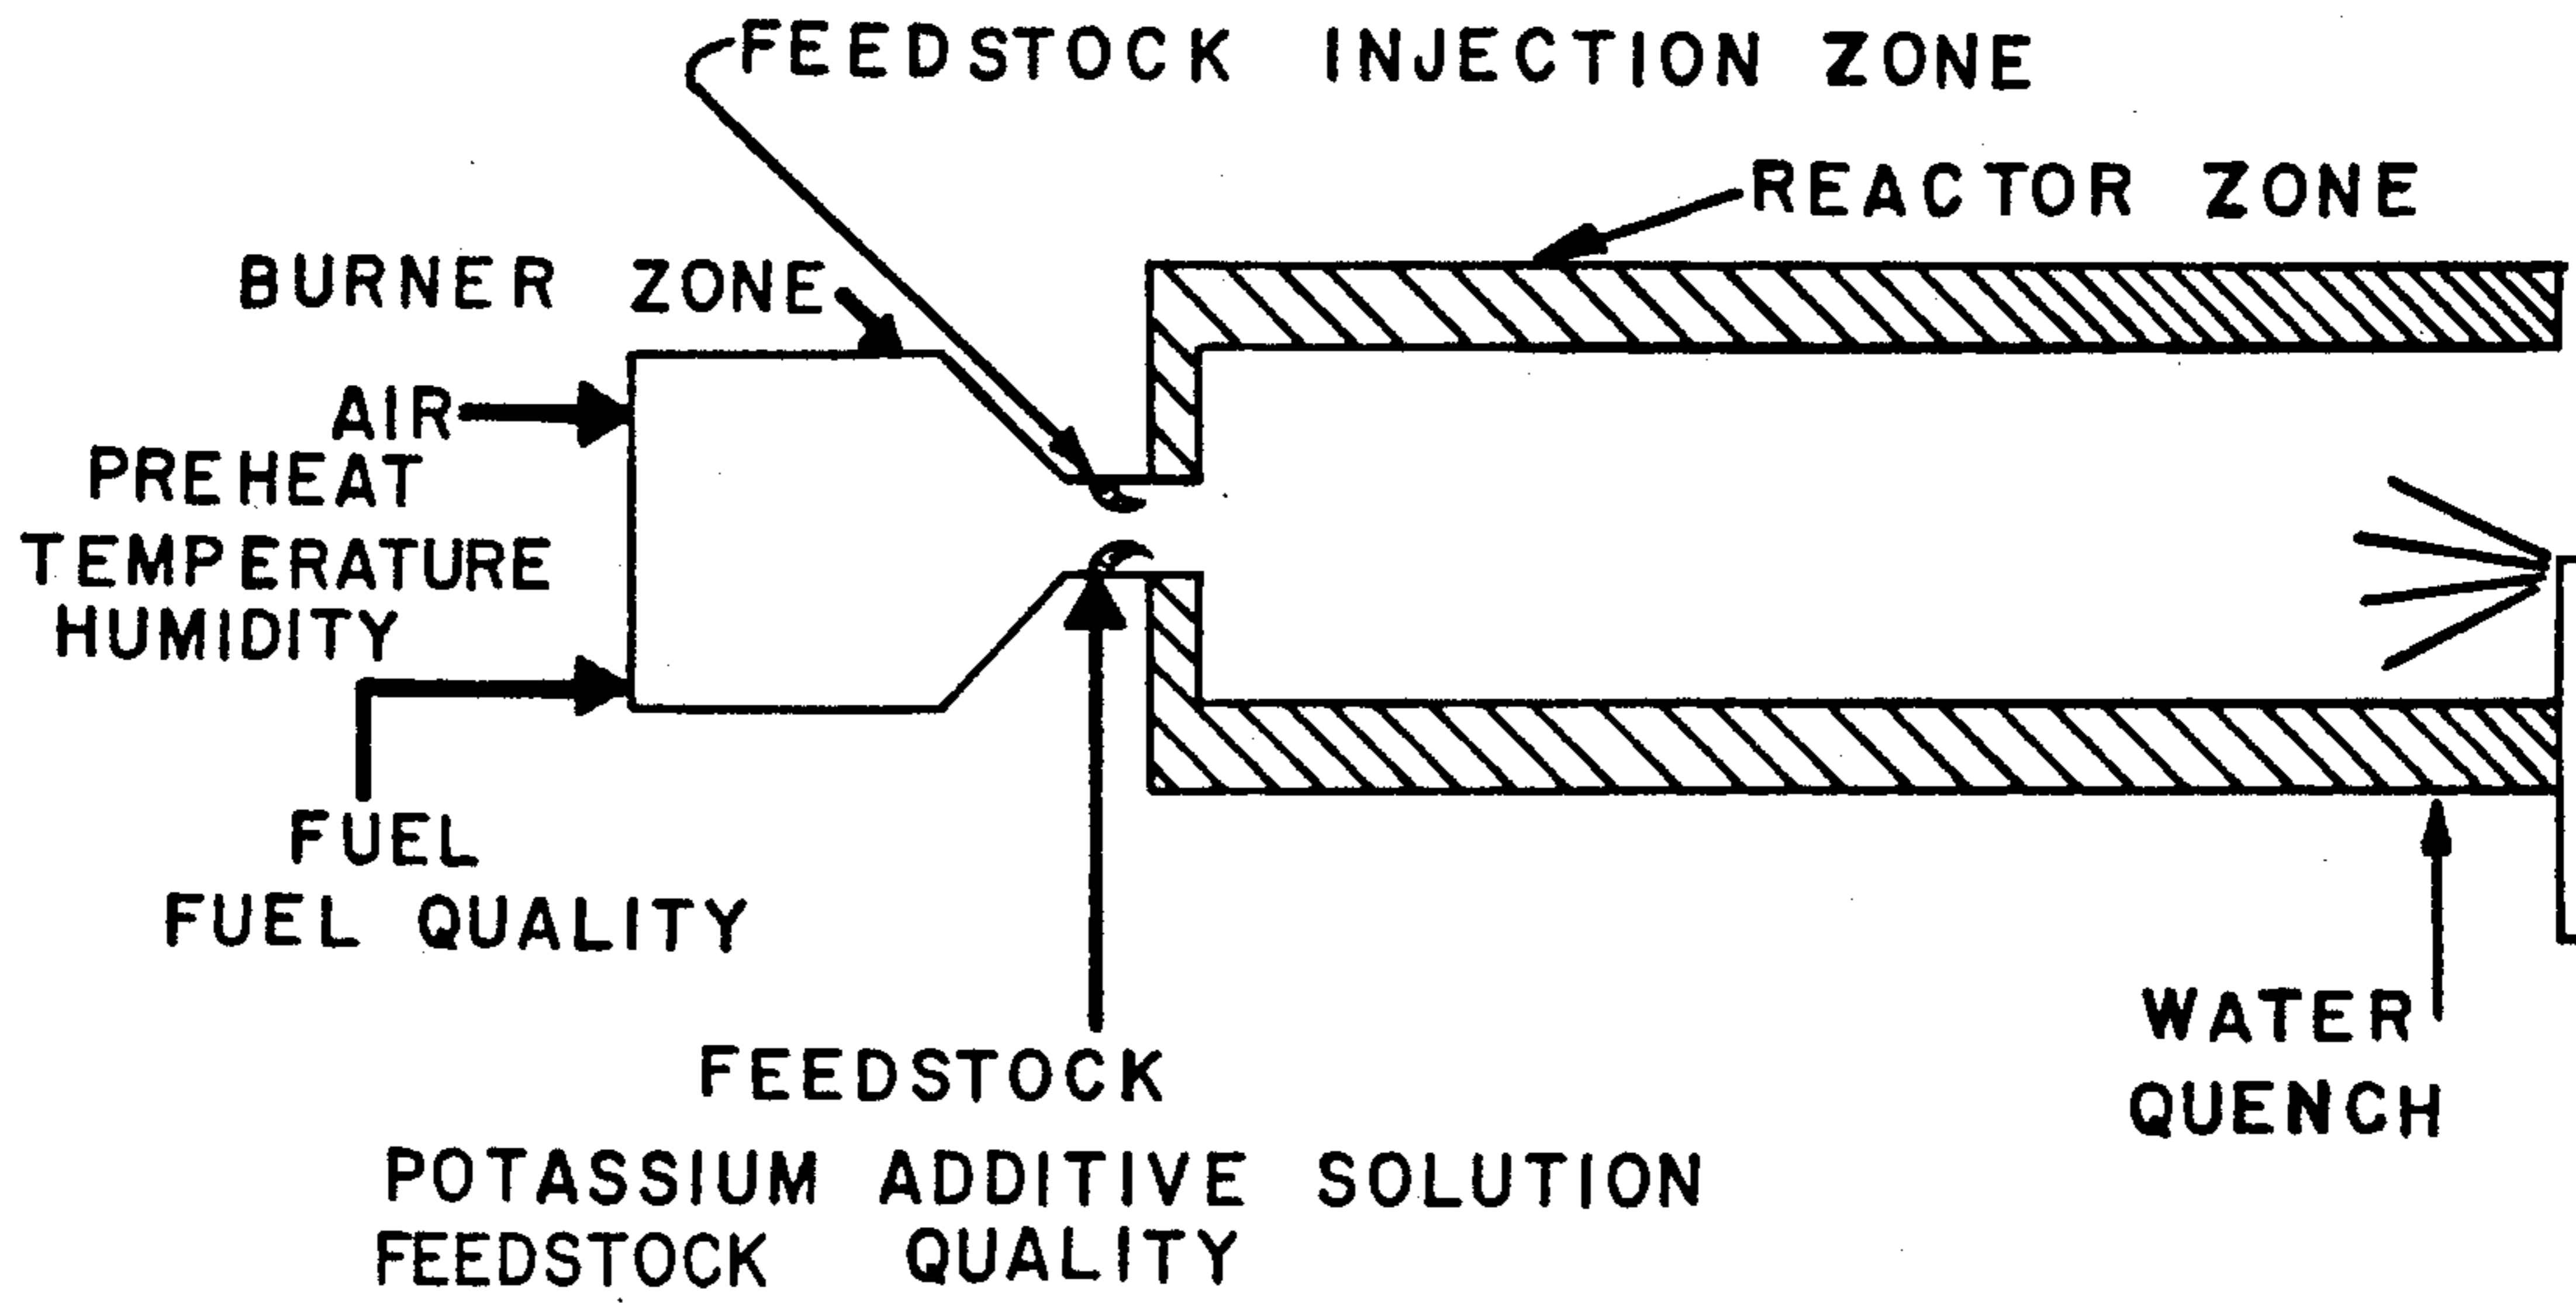 FEEDSTOCK INJECTION ZONE
REACTOR ZONE
BURNER ZONE
AIR
PREHEAT
TEMPERATURE
HUMIDITY
FUEL
FUEL QUALITY
FEEDSTOCK
POTASSIUM ADDITIVE SOLUTION
FEEDSTOCK QUALITY
WATER
QUENCH